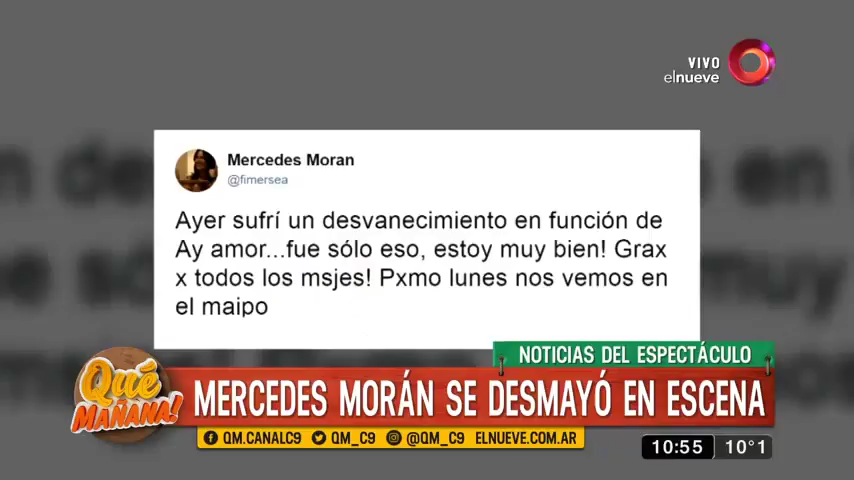 VIVO
elnueve
Mercedes Moran
@fimersea
Ayer sufrí un desvanecimiento en función de
Ay amor...fue sólo eso, estoy muy bien! Grax
x todos los msjes! Pxmo lunes nos vemos en
el maipo
NOTICIAS DEL ESPECTÁCULO
Qué
MAÑANA!
MERCEDES MORÁN SE DESMAYÓ EN ESCENA
QM.CANALC9 QM_C9 @QM_C9 ELNUEVE.COM.AR
10:55 10°1